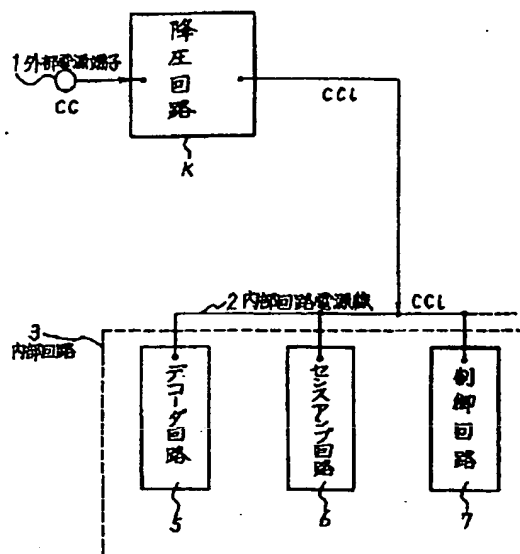 1外部電源端子
CC
降圧回路
K
CCi
2内部回路電源線
CCi
3
内部回路
デコーダ回路
5
センスアンプ回路
6
制御回路
7